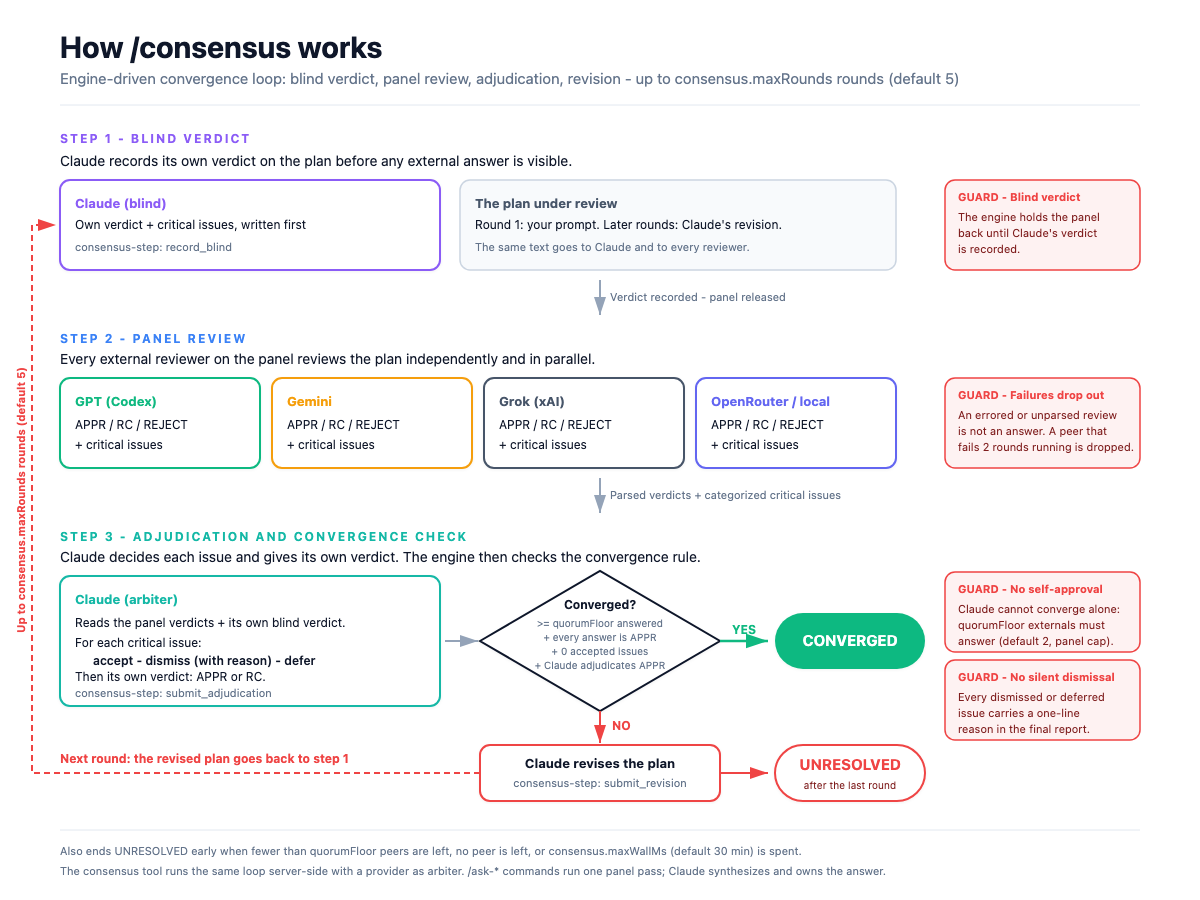 How /consensus works
Engine-driven convergence loop: blind verdict, panel review, adjudication, revision - up to consensus.maxRounds rounds (default 5)
STEP 1 - BLIND VERDICT
Claude records its own verdict on the plan before any external answer is visible.
Claude (blind)
Own verdict + critical issues, written first
consensus-step: record_blind
The plan under review
Round 1: your prompt. Later rounds: Claude's revision.
The same text goes to Claude and to every reviewer.
GUARD - Blind verdict
The engine holds the panel
back until Claude's verdict
is recorded.
Verdict recorded - panel released
STEP 2 - PANEL REVIEW
Every external reviewer on the panel reviews the plan independently and in parallel.
GPT (Codex)
APPR / RC / REJECT
+ critical issues
Gemini
APPR / RC / REJECT
+ critical issues
Grok (xAI)
APPR / RC / REJECT
+ critical issues
OpenRouter / local
APPR / RC / REJECT
+ critical issues
GUARD - Failures drop out
An errored or unparsed review
is not an answer. A peer that
fails 2 rounds running is dropped.
Parsed verdicts + categorized critical issues
STEP 3 - ADJUDICATION AND CONVERGENCE CHECK
Claude decides each issue and gives its own verdict. The engine then checks the convergence rule.
Claude (arbiter)
Reads the panel verdicts + its own blind verdict.
For each critical issue:
accept - dismiss (with reason) - defer
Then its own verdict: APPR or RC.
consensus-step: submit_adjudication
Converged?
>= quorumFloor answered
+ every answer is APPR
+ 0 accepted issues
+ Claude adjudicates APPR
YES
CONVERGED
GUARD - No self-approval
Claude cannot converge alone:
quorumFloor externals must
answer (default 2, panel cap).
GUARD - No silent dismissal
Every dismissed or deferred
issue carries a one-line
reason in the final report.
NO
Claude revises the plan
consensus-step: submit_revision
UNRESOLVED
after the last round
Next round: the revised plan goes back to step 1
Up to consensus.maxRounds rounds (default 5)
Also ends UNRESOLVED early when fewer than quorumFloor peers are left, no peer is left, or consensus.maxWallMs (default 30 min) is spent.
The consensus tool runs the same loop server-side with a provider as arbiter. /ask-* commands run one panel pass; Claude synthesizes and owns the answer.